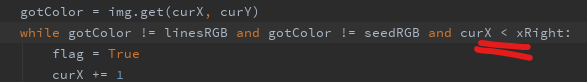 gotColor = img.get(curX, curY)
while gotColor != linesRGB and gotColor != seedRGB and curX < xRight:
flag = True
curX += 1